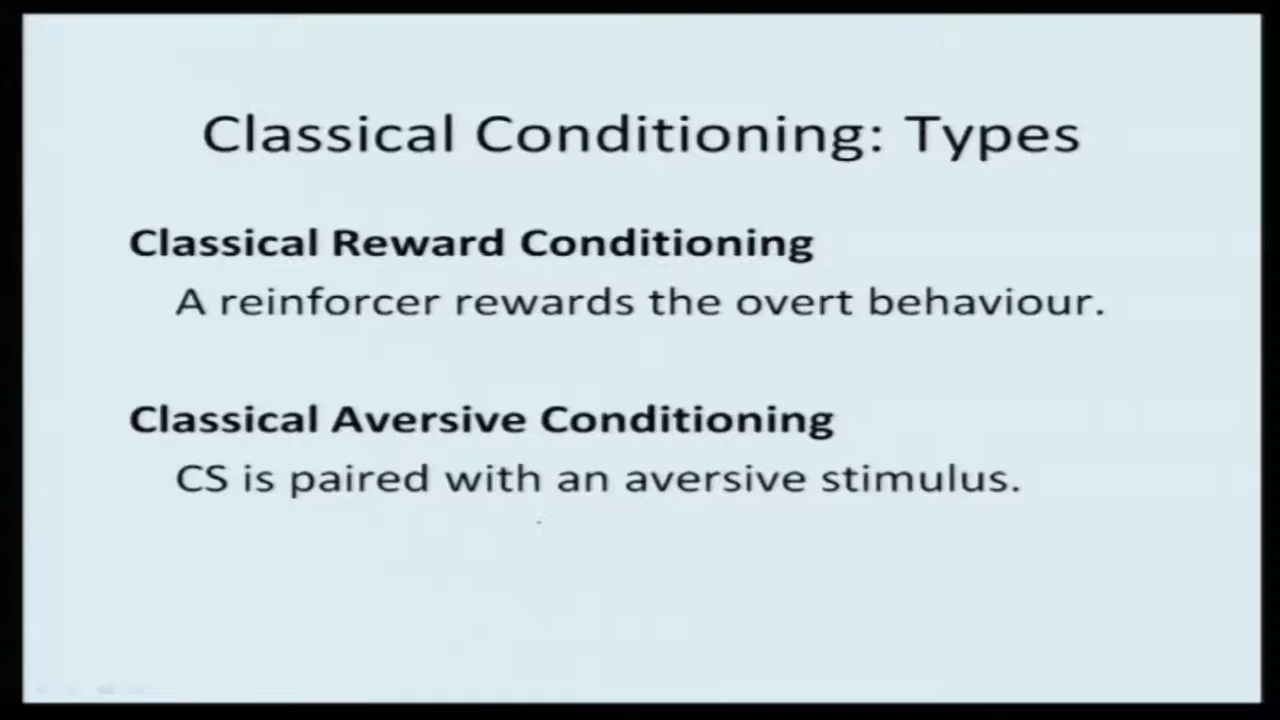 Classical Conditioning: Types
Classical Reward Conditioning
A reinforcer rewards the overt behaviour.
Classical Aversive Conditioning
CS is paired with an aversive stimulus.